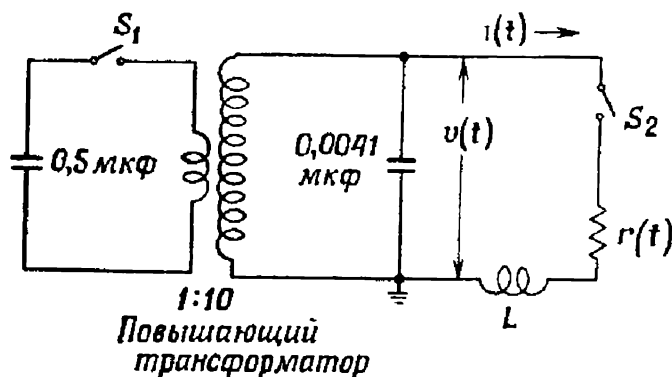 S₁
i(t)
0,5 мкф
0,0041
мкф
v(t)
S₂
r(t)
L
1:10
Повышающий
трансформатор